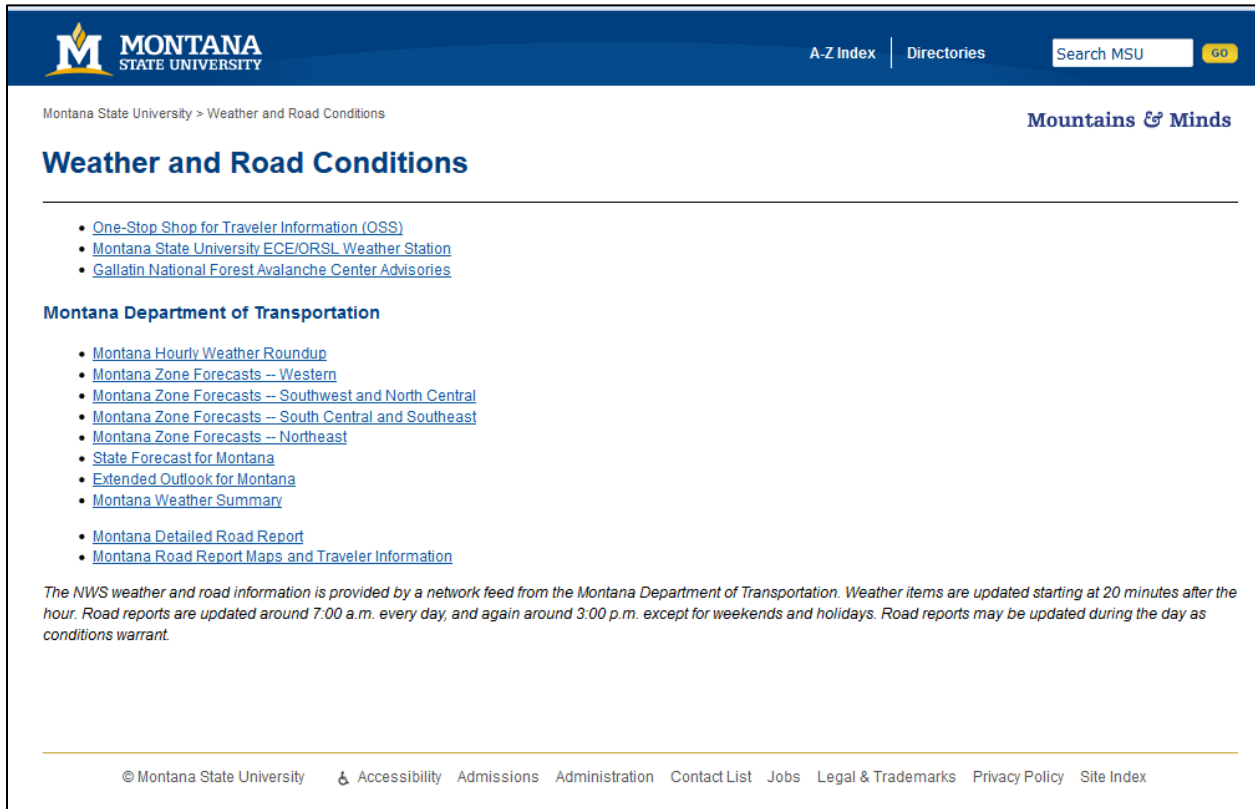 MONTANA
STATE UNIVERSITY
A-Z Index
Directories
Search MSU
GO
Montana State University > Weather and Road Conditions
Mountains & Minds
Weather and Road Conditions
One-Stop Shop for Traveler Information (OSS)
Montana State University ECE/ORSL Weather Station
Gallatin National Forest Avalanche Center Advisories
Montana Department of Transportation
Montana Hourly Weather Roundup
Montana Zone Forecasts -- Western
Montana Zone Forecasts -- Southwest and North Central
Montana Zone Forecasts -- South Central and Southeast
Montana Zone Forecasts -- Northeast
State Forecast for Montana
Extended Outlook for Montana
Montana Weather Summary
Montana Detailed Road Report
Montana Road Report Maps and Traveler Information
The NWS weather and road information is provided by a network feed from the Montana Department of Transportation. Weather items are updated starting at 20 minutes after the
hour. Road reports are updated around 7:00 a.m. every day, and again around 3:00 p.m. except for weekends and holidays. Road reports may be updated during the day as
conditions warrant.
© Montana State University Accessibility Admissions Administration Contact List Jobs Legal & Trademarks Privacy Policy Site Index